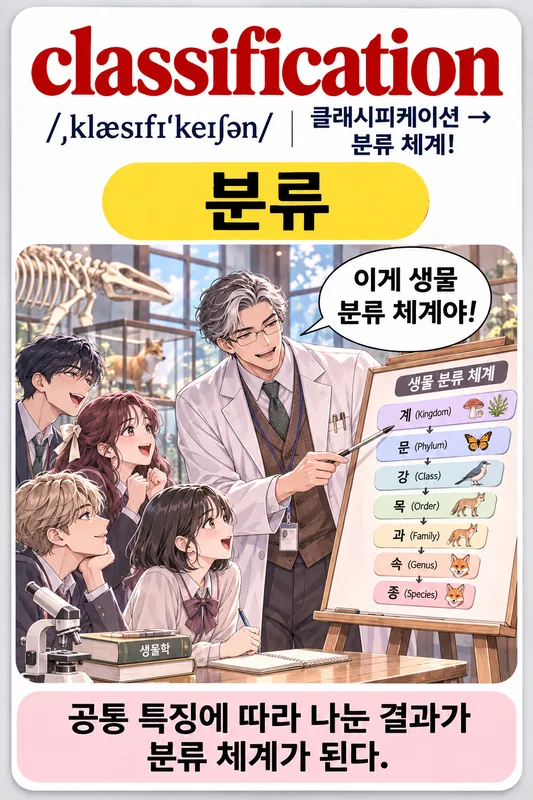 classification
/ˌklæsɪfɪˈkeɪʃən/
클래시피케이션 →
분류 체계!
분류
이게 생물
분류 체계야!
생물 분류 체계
계 (Kingdom)
문 (Phylum)
강 (Class)
목 (Order)
과 (Family)
속 (Genus)
종 (Species)
생물학
공통 특징에 따라 나눈 결과가
분류 체계가 된다.